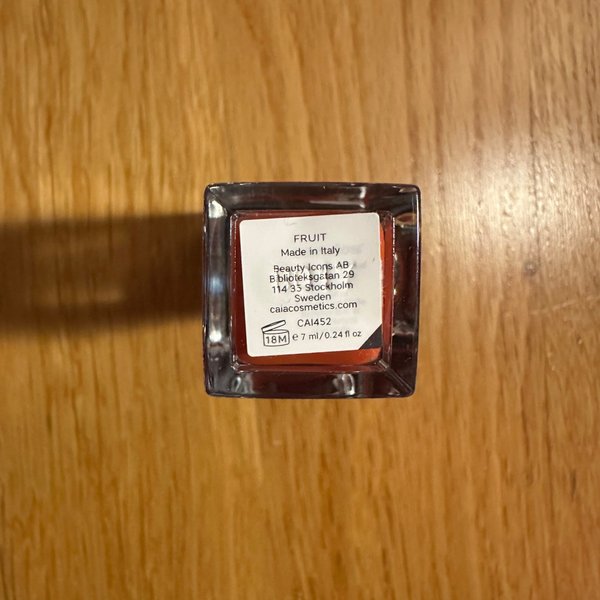 FRUIT
Made in Italy
Beauty Icons AB
Biblioteksgatan 29
114 35 Stockholm
Sweden
caiacosmetics.com
CAI452
18M e 7 ml/0.24 fl oz